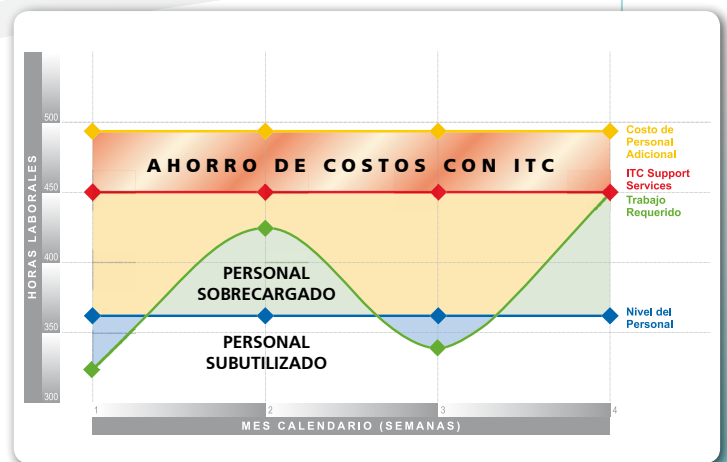 HORAS LABORALES
500
450
400
350
300
AHORRO DE COSTOS CON ITC
PERSONAL
SOBRECARGADO
PERSONAL
SUBUTILIZADO
Costo de
Personal
Adicional
ITC Support
Services
Trabajo
Requerido
Nivel del
Personal
1
2
3
4
MES CALENDARIO (SEMANAS)